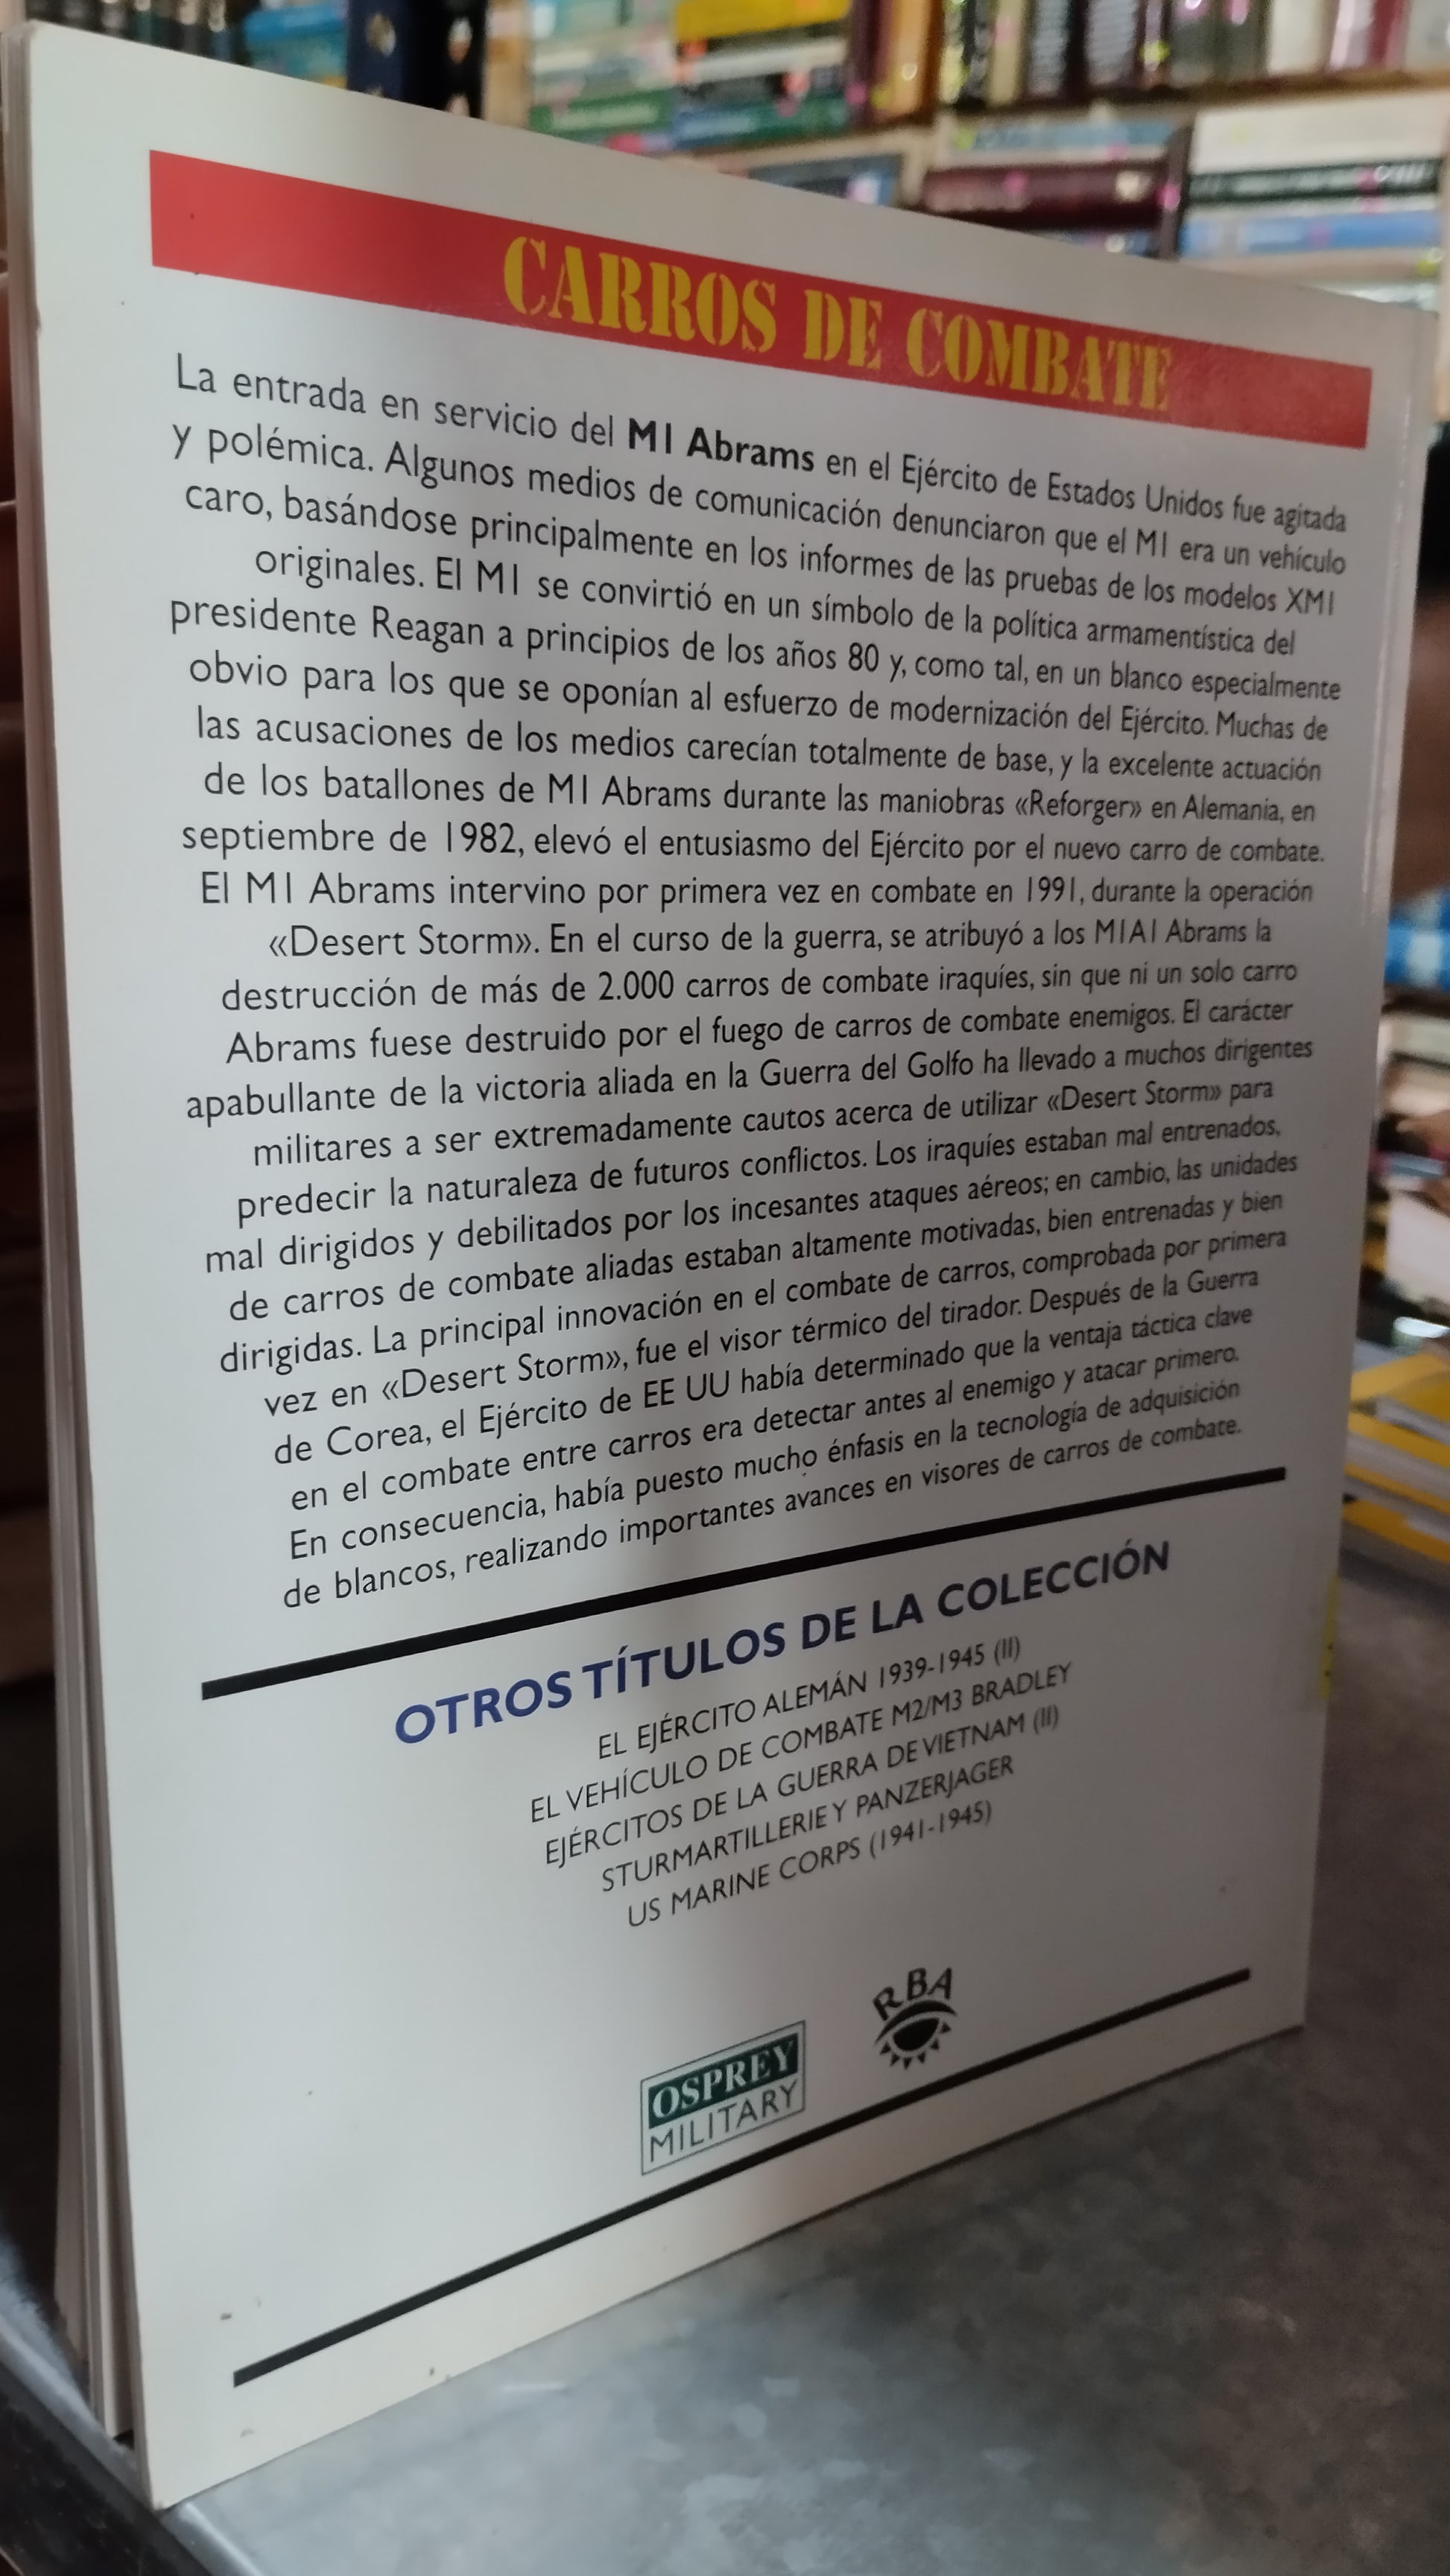 CARROS DE COMBATE
La entrada en servicio del M1 Abrams en el Ejército de Estados Unidos fue agitada
y polémica. Algunos medios de comunicación denunciaron que el M1 era un vehículo
caro, basándose principalmente en los informes de las pruebas de los modelos XM1
originales. El M1 se convirtió en un símbolo de la política armamentística del
presidente Reagan a principios de los años 80 y, como tal, en un blanco especialmente
obvio para los que se oponían al esfuerzo de modernización del Ejército. Muchas de
las acusaciones de los medios carecían totalmente de base, y la excelente actuación
de los batallones de M1 Abrams durante las maniobras «Reforger» en Alemania, en
septiembre de 1982, elevó el entusiasmo del Ejército por el nuevo carro de combate.
El M1 Abrams intervino por primera vez en combate en 1991, durante la operación
«Desert Storm». En el curso de la guerra, se atribuyó a los M1A1 Abrams la
destrucción de más de 2.000 carros de combate iraquíes, sin que ni un solo carro
Abrams fuese destruido por el fuego de carros de combate enemigos. El carácter
apabullante de la victoria aliada en la Guerra del Golfo ha llevado a muchos dirigentes
militares a ser extremadamente cautos acerca de utilizar «Desert Storm» para
predecir la naturaleza de futuros conflictos. Los iraquíes estaban mal entrenados,
mal dirigidos y debilitados por los incesantes ataques aéreos; en cambio, las unidades
de carros de combate aliadas estaban altamente motivadas, bien entrenadas y bien
dirigidas. La principal innovación en el combate de carros, comprobada por primera
vez en «Desert Storm», fue el visor térmico del tirador. Después de la Guerra
de Corea, el Ejército de EE UU había determinado que la ventaja táctica clave
en el combate entre carros era detectar antes al enemigo y atacar primero.
En consecuencia, había puesto mucho énfasis en la tecnología de adquisición
de blancos, realizando importantes avances en visores de carros de combate.
OTROS TÍTULOS DE LA COLECCIÓN
EL EJÉRCITO ALEMÁN 1939-1945 (II)
EL VEHÍCULO DE COMBATE M2/M3 BRADLEY
EJÉRCITOS DE LA GUERRA DE VIETNAM (II)
STURMARTILLERIE Y PANZERJAGER
US MARINE CORPS (1941-1945)
RBA
OSPREY
MILITARY